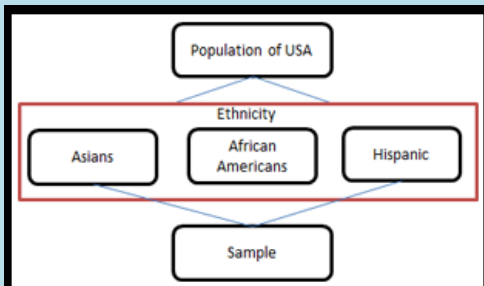 Population of USA
Ethnicity
Asians
African
Americans
Hispanic
Sample